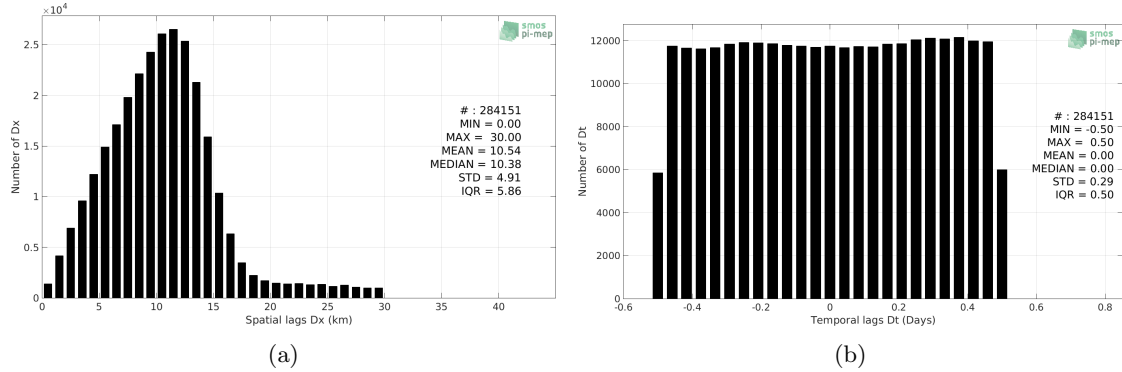 ×10⁴
2.5
2
1.5
1
0.5
0
Number of Dx
0
5
10
15
20
25
30
35
40
Spatial lags Dx (km)
smos
pi-mep
# : 284151
MIN = 0.00
MAX = 30.00
MEAN = 10.54
MEDIAN = 10.38
STD = 4.91
IQR = 5.86
(a)
12000
10000
8000
6000
4000
2000
0
Number of Dt
-0.6
-0.4
-0.2
0
0.2
0.4
0.6
0.8
Temporal lags Dt (Days)
smos
pi-mep
# : 284151
MIN = -0.50
MAX = 0.50
MEAN = 0.00
MEDIAN = 0.00
STD = 0.29
IQR = 0.50
(b)